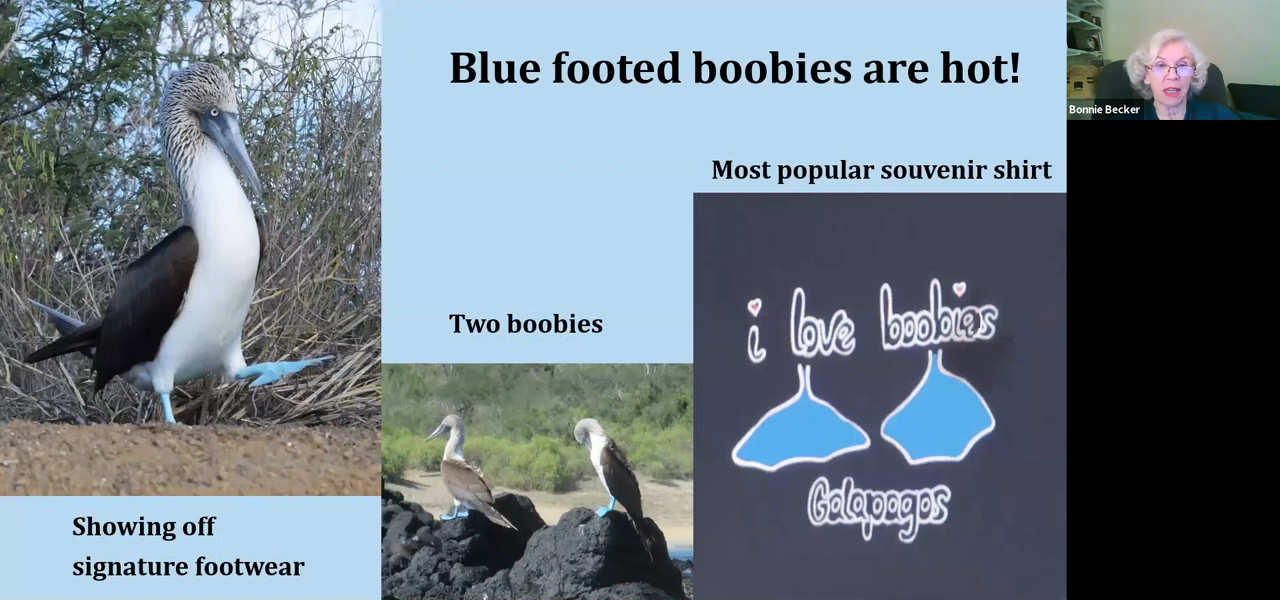 Blue footed boobies are hot!
Bonnie Becker
Most popular souvenir shirt
i love boobies
Galapagos
Two boobies
Showing off
signature footwear